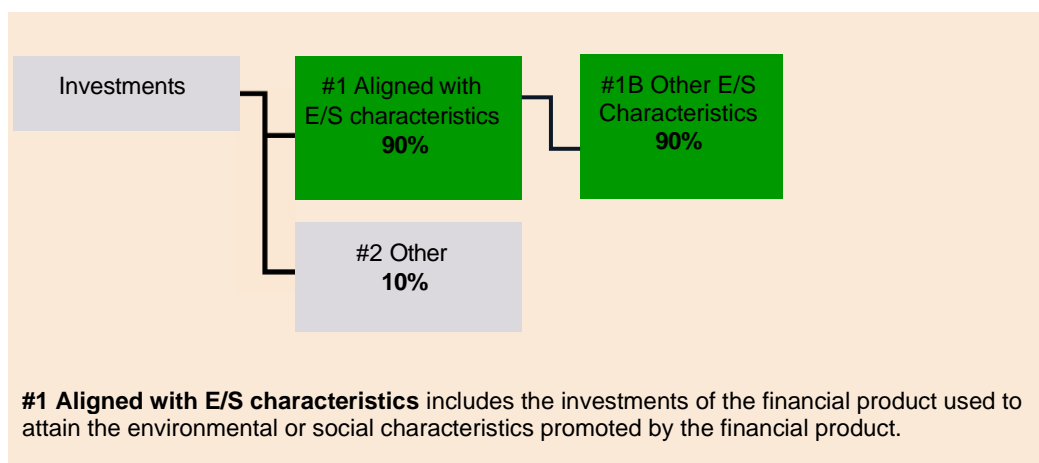 Investments
#1 Aligned with
E/S characteristics
90%
#1B Other E/S
Characteristics
90%
#2 Other
10%
#1 Aligned with E/S characteristics includes the investments of the financial product used to
attain the environmental or social characteristics promoted by the financial product.